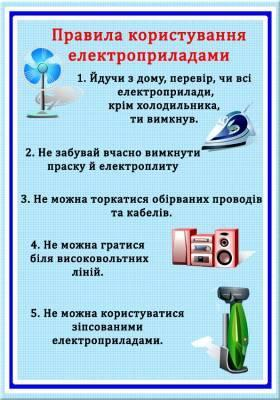 Правила користування
електроприладами
1. Йдучи з дому, перевір, чи всі
електроприлади,
крім холодильника,
ти вимкнув.
2. Не забувай вчасно вимкнути
праску й електроплиту
3. Не можна торкатися обірваних проводів
та кабелів.
4. Не можна гратися
біля високовольтних
ліній.
5. Не можна користуватися
зіпсованими
електроприладами.